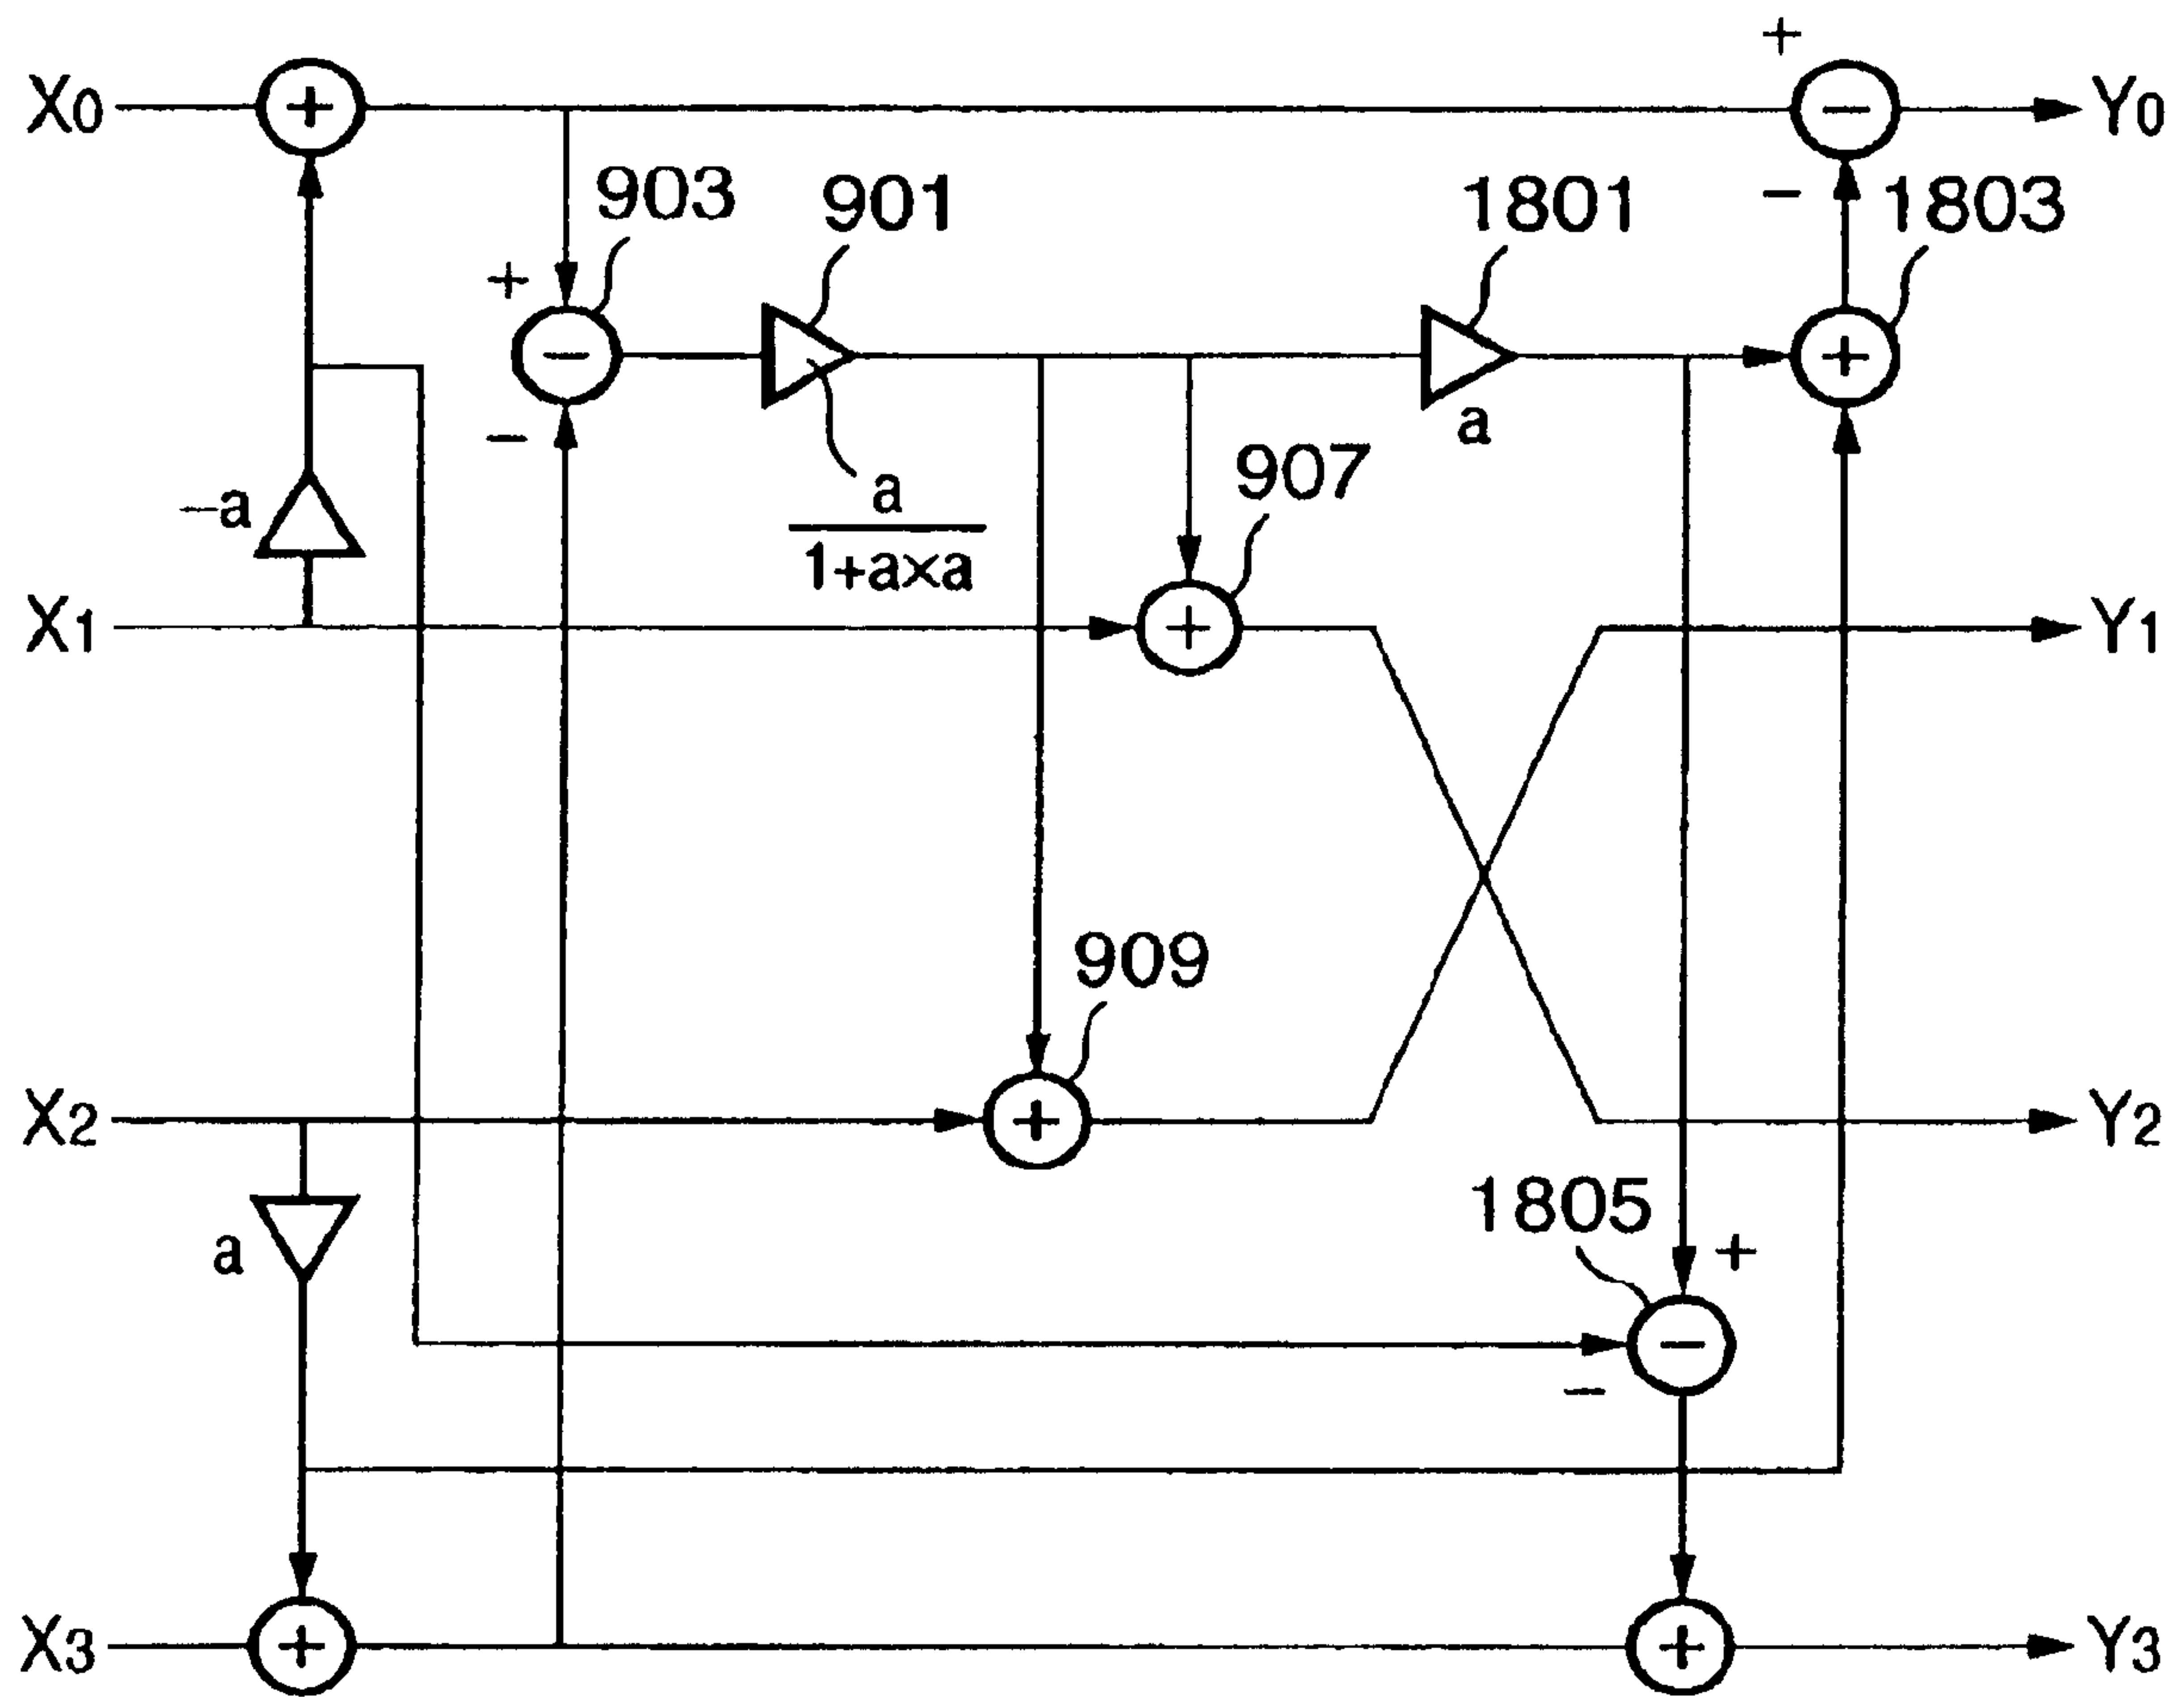 X0
+
+
−
Y0
903
901
1801
−
1803
+
−
+
a
−
907
−a
a
1+a×a
X1
+
Y1
909
X2
+
Y2
1805
a
+
−
−
X3
+
+
Y3